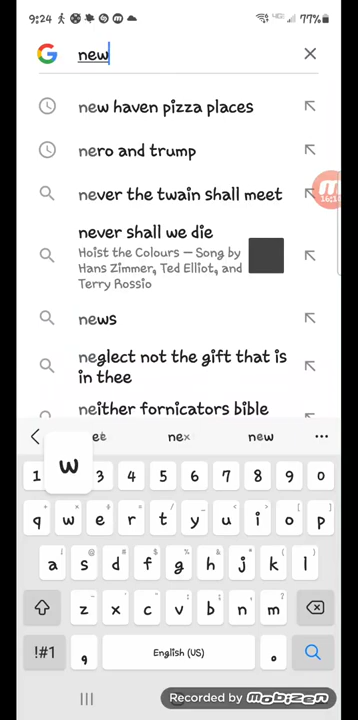 9:24
77%
new
new haven pizza places
nero and trump
never the twain shall meet
never shall we die
Hoist the Colours – Song by
Hans Zimmer, Ted Elliot, and
Terry Rossio
news
neglect not the gift that is
in thee
neither fornicators bible
nex new
w
1 3 4 5 6 7 8 9 0
q w e r t y u i o p
a s d f g h j k l
z x c v b n m
!#1 , English (US) .
Recorded by mobizen